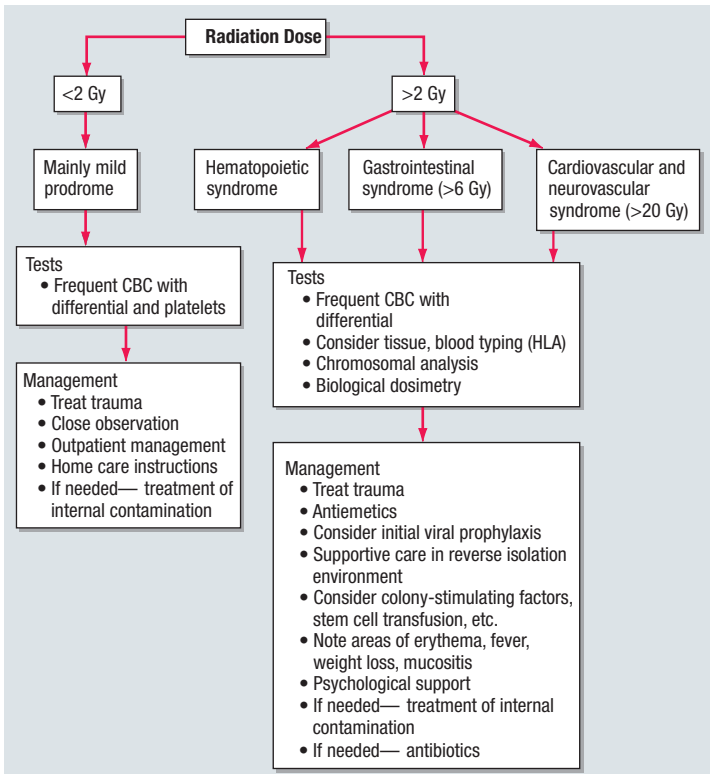 Radiation Dose
<2 Gy
>2 Gy
Mainly mild
prodrome
Hematopoietic
syndrome
Gastrointestinal
syndrome (>6 Gy)
Cardiovascular and
neurovascular
syndrome (>20 Gy)
Tests
• Frequent CBC with
differential and platelets
Management
• Treat trauma
• Close observation
• Outpatient management
• Home care instructions
• If needed— treatment of
internal contamination
Tests
• Frequent CBC with
differential
• Consider tissue, blood typing (HLA)
• Chromosomal analysis
• Biological dosimetry
Management
• Treat trauma
• Antiemetics
• Consider initial viral prophylaxis
• Supportive care in reverse isolation
environment
• Consider colony-stimulating factors,
stem cell transfusion, etc.
• Note areas of erythema, fever,
weight loss, mucositis
• Psychological support
• If needed— treatment of internal
contamination
• If needed— antibiotics